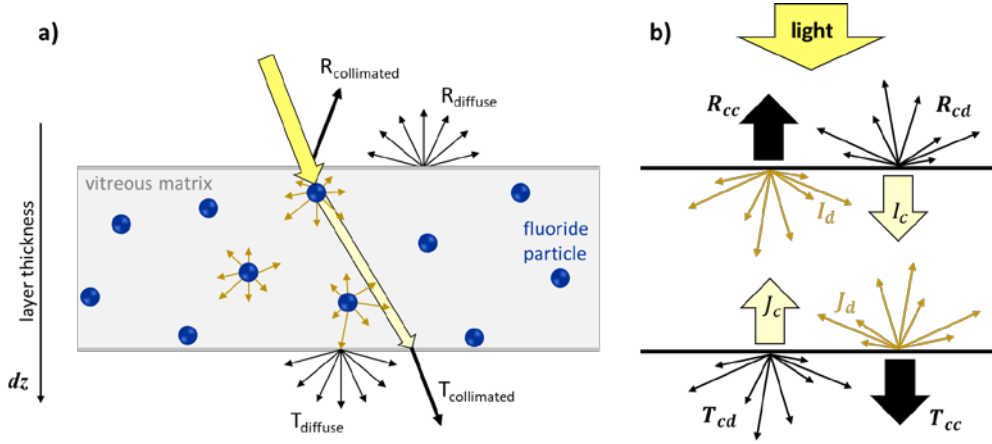 a)
R_collimated
R_diffuse
vitreous matrix
fluoride
particle
layer thickness
dz
T_diffuse
T_collimated
b)
light
R_cc
R_cd
I_d
I_c
J_c
J_d
T_cd
T_cc